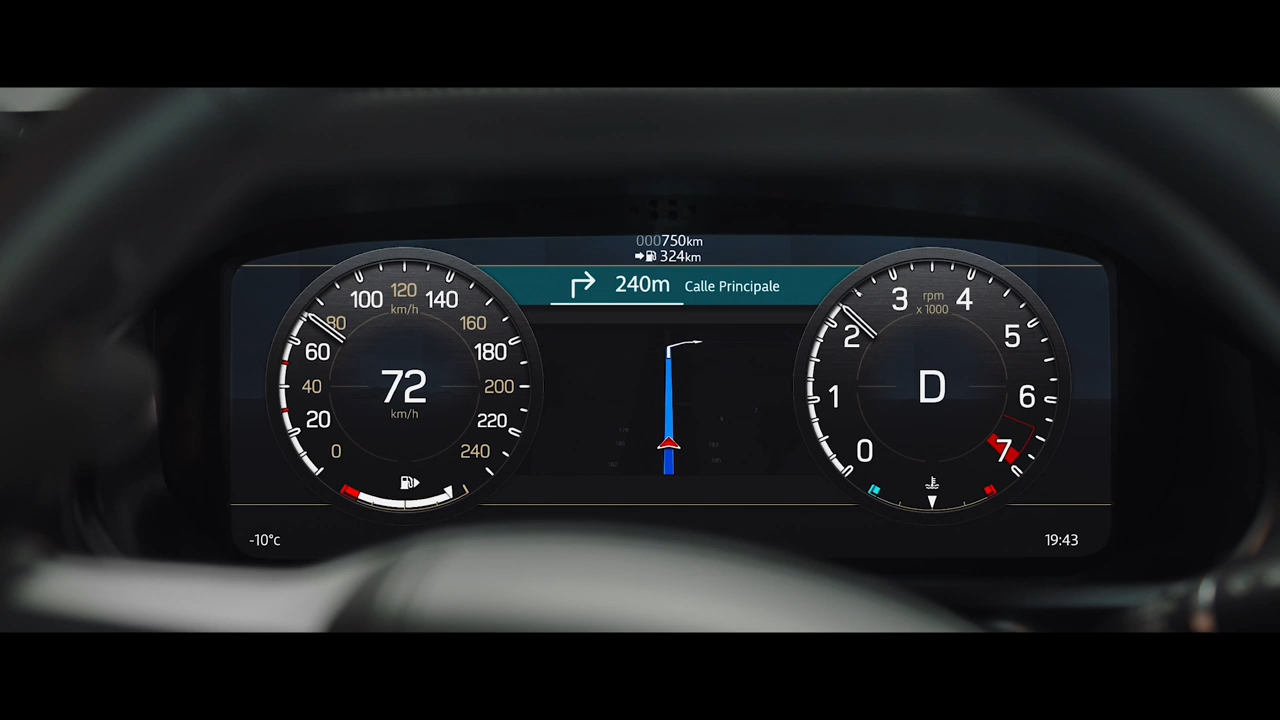 000750km
324km
240m Calle Principale
100 120 140
km/h
80 160
60 180
40 200
20 220
0 240
72
km/h
3 rpm 4
x 1000
2 5
1 6
0 7
D
-10°c
19:43